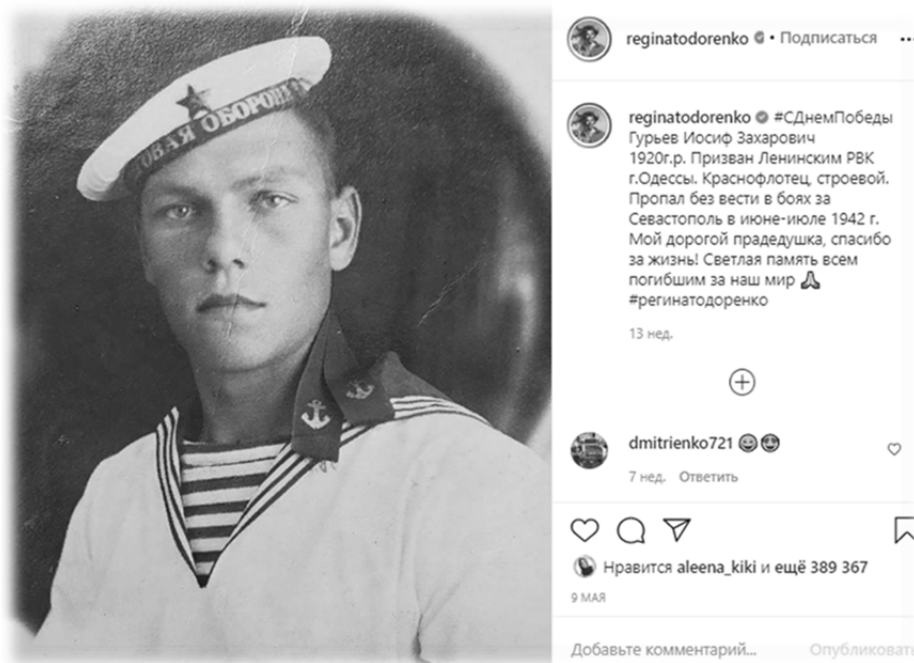 ОВАЯ ОБОРОНА
reginatodorenko • Подписаться
reginatodorenko #СДнемПобеды
Гурьев Иосиф Захарович
1920г.р. Призван Ленинским РВК
г.Одессы. Краснофлотец, строевой.
Пропал без вести в боях за
Севастополь в июне-июле 1942 г.
Мой дорогой прадедушка, спасибо
за жизнь! Светлая память всем
погибшим за наш мир 🙏
#регинатодоренко
13 нед.
dmitrienko721 😄😍
7 нед. Ответить
Нравится aleena_kiki и ещё 389 367
9 МАЯ
Добавьте комментарий... Опубликовать